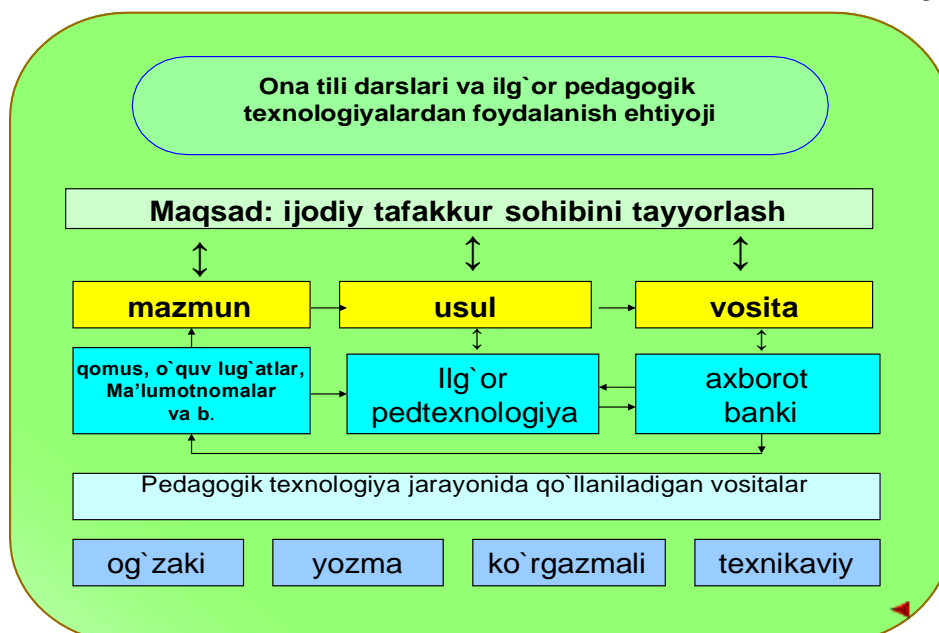 Ona tili darslari va ilg`or pedagogik
texnologiyalardan foydalanish ehtiyoji
Maqsad: ijodiy tafakkur sohibini tayyorlash
mazmun
usul
vosita
qomus, o`quv lug`atlar,
Ma’lumotnomalar
va b.
Ilg`or
pedtexnologiya
axborot
banki
Pedagogik texnologiya jarayonida qo`llaniladigan vositalar
og`zaki
yozma
ko`rgazmali
texnikaviy